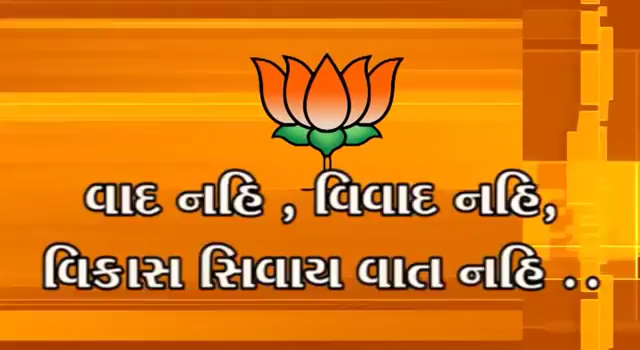 વાદ નહિ , વિવાદ નહિ,
વિકાસ સિવાય વાત નહિ ..